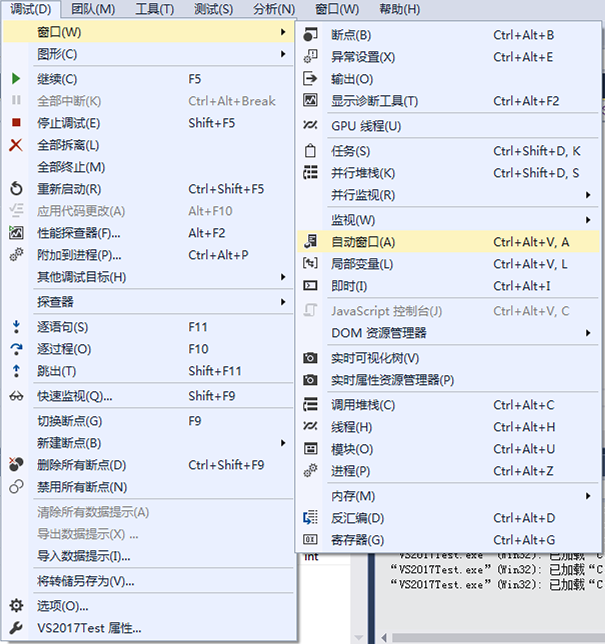 调试(D) 团队(M) 工具(T) 测试(S) 分析(N) 窗口(W) 帮助(H)
窗口(W)
图形(C)
继续(C) F5
全部中断(K) Ctrl+Alt+Break
停止调试(E) Shift+F5
全部拆离(L)
全部终止(M)
重新启动(R) Ctrl+Shift+F5
应用代码更改(A) Alt+F10
性能探查器(F)... Alt+F2
附加到进程(P)... Ctrl+Alt+P
其他调试目标(H)
探查器
逐语句(S) F11
逐过程(O) F10
跳出(T) Shift+F11
快速监视(Q)... Shift+F9
切换断点(G) F9
新建断点(B)
删除所有断点(D) Ctrl+Shift+F9
禁用所有断点(N)
清除所有数据提示(A)
导出数据提示(X) ...
导入数据提示(I)...
将转储另存为(V)...
选项(O)...
VS2017Test 属性...
断点(B) Ctrl+Alt+B
异常设置(X) Ctrl+Alt+E
输出(O)
显示诊断工具(T) Ctrl+Alt+F2
GPU 线程(U)
任务(S) Ctrl+Shift+D, K
并行堆栈(K) Ctrl+Shift+D, S
并行监视(R)
监视(W)
自动窗口(A) Ctrl+Alt+V, A
局部变量(L) Ctrl+Alt+V, L
即时(I) Ctrl+Alt+I
JavaScript 控制台(J) Ctrl+Alt+V, C
DOM 资源管理器
实时可视化树(V)
实时属性资源管理器(P)
调用堆栈(C) Ctrl+Alt+C
线程(H) Ctrl+Alt+H
模块(O) Ctrl+Alt+U
进程(P) Ctrl+Alt+Z
内存(M)
反汇编(D) Ctrl+Alt+D
寄存器(G) Ctrl+Alt+G
int
“VS2017Test.exe”(Win32): 已加载“C
“VS2017Test.exe”(Win32): 已加载“C
“VS2017Test.exe”(Win32): 已加载“C